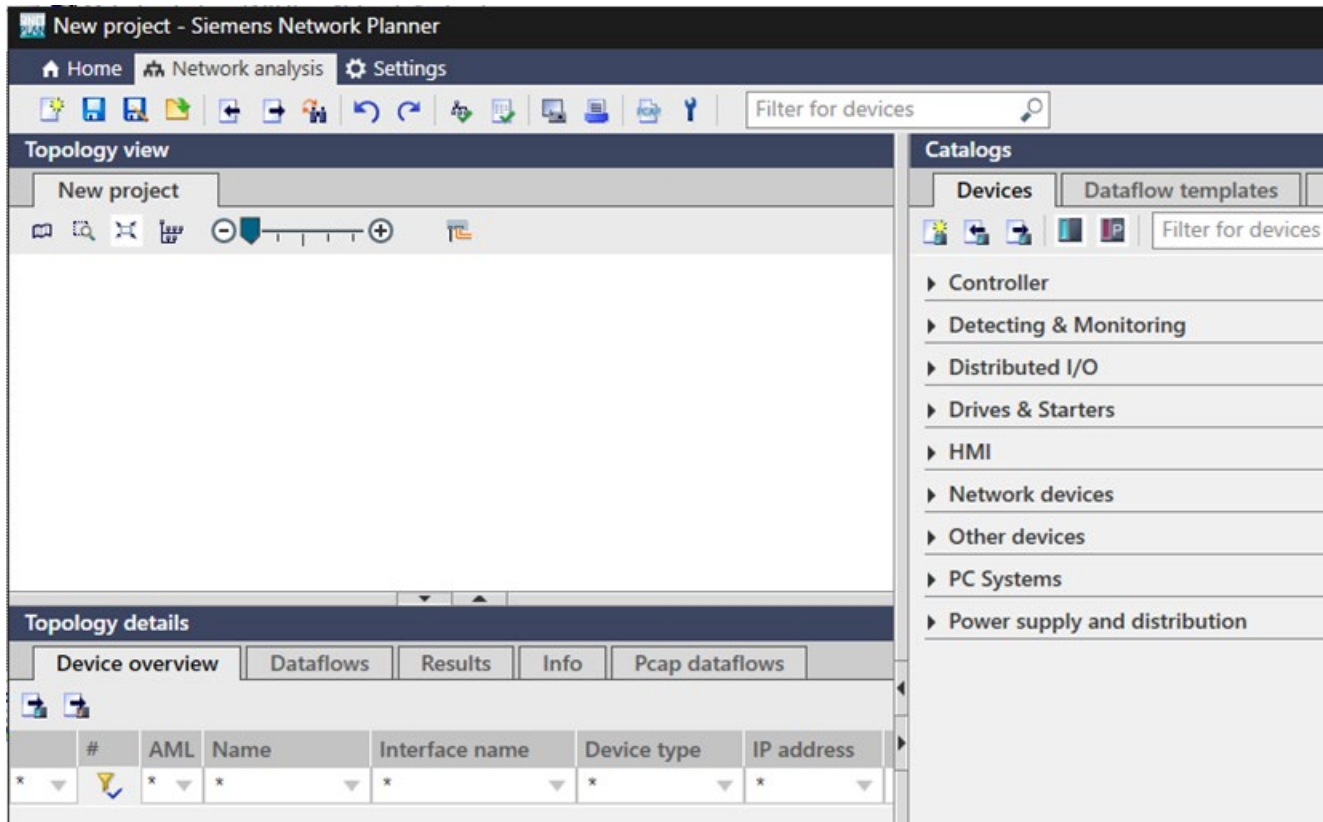 New project - Siemens Network Planner
Home Network analysis Settings
Filter for devices
Topology view
New project
Catalogs
Devices Dataflow templates
Filter for devices
Controller
Detecting & Monitoring
Distributed I/O
Drives & Starters
HMI
Network devices
Other devices
PC Systems
Power supply and distribution
Topology details
Device overview Dataflows Results Info Pcap dataflows
# AML Name Interface name Device type IP address
* * * * * *